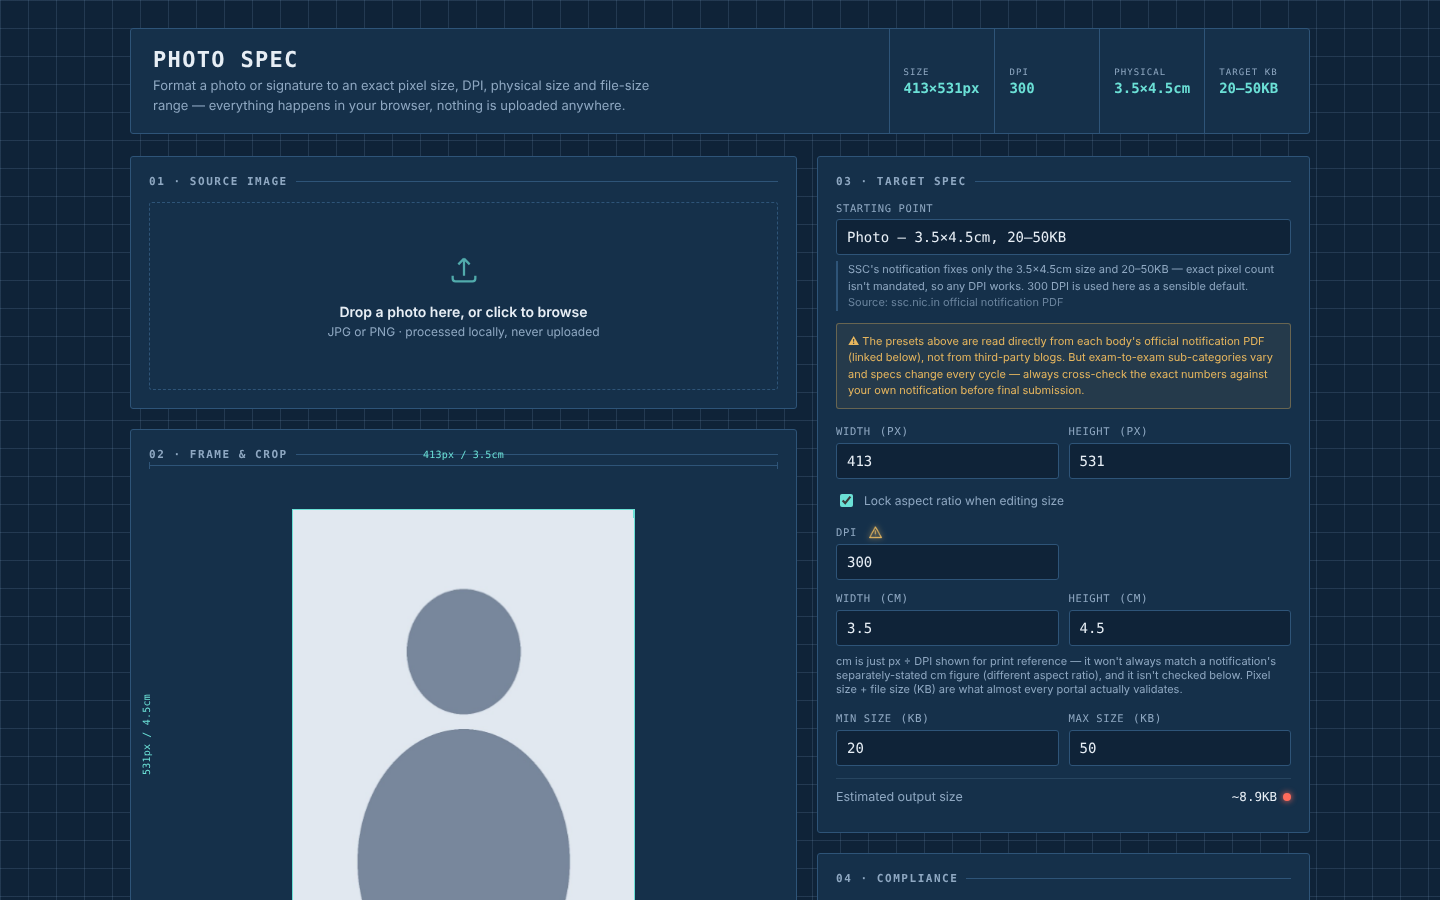 PHOTO SPEC
Format a photo or signature to an exact pixel size, DPI, physical size and file-size
range — everything happens in your browser, nothing is uploaded anywhere.
SIZE
413×531px
DPI
300
PHYSICAL
3.5×4.5cm
TARGET KB
20–50KB
01 · SOURCE IMAGE
Drop a photo here, or click to browse
JPG or PNG · processed locally, never uploaded
02 · FRAME & CROP
413px / 3.5cm
531px / 4.5cm
03 · TARGET SPEC
STARTING POINT
Photo — 3.5×4.5cm, 20–50KB
SSC's notification fixes only the 3.5×4.5cm size and 20–50KB — exact pixel count
isn't mandated, so any DPI works. 300 DPI is used here as a sensible default.
Source: ssc.nic.in official notification PDF
⚠ The presets above are read directly from each body's official notification PDF
(linked below), not from third-party blogs. But exam-to-exam sub-categories vary
and specs change every cycle — always cross-check the exact numbers against
your own notification before final submission.
WIDTH (PX)
HEIGHT (PX)
413
531
Lock aspect ratio when editing size
DPI ⚠
300
WIDTH (CM)
HEIGHT (CM)
3.5
4.5
cm is just px ÷ DPI shown for print reference — it won't always match a notification's
separately-stated cm figure (different aspect ratio), and it isn't checked below. Pixel
size + file size (KB) are what almost every portal actually validates.
MIN SIZE (KB)
MAX SIZE (KB)
20
50
Estimated output size
~8.9KB
04 · COMPLIANCE